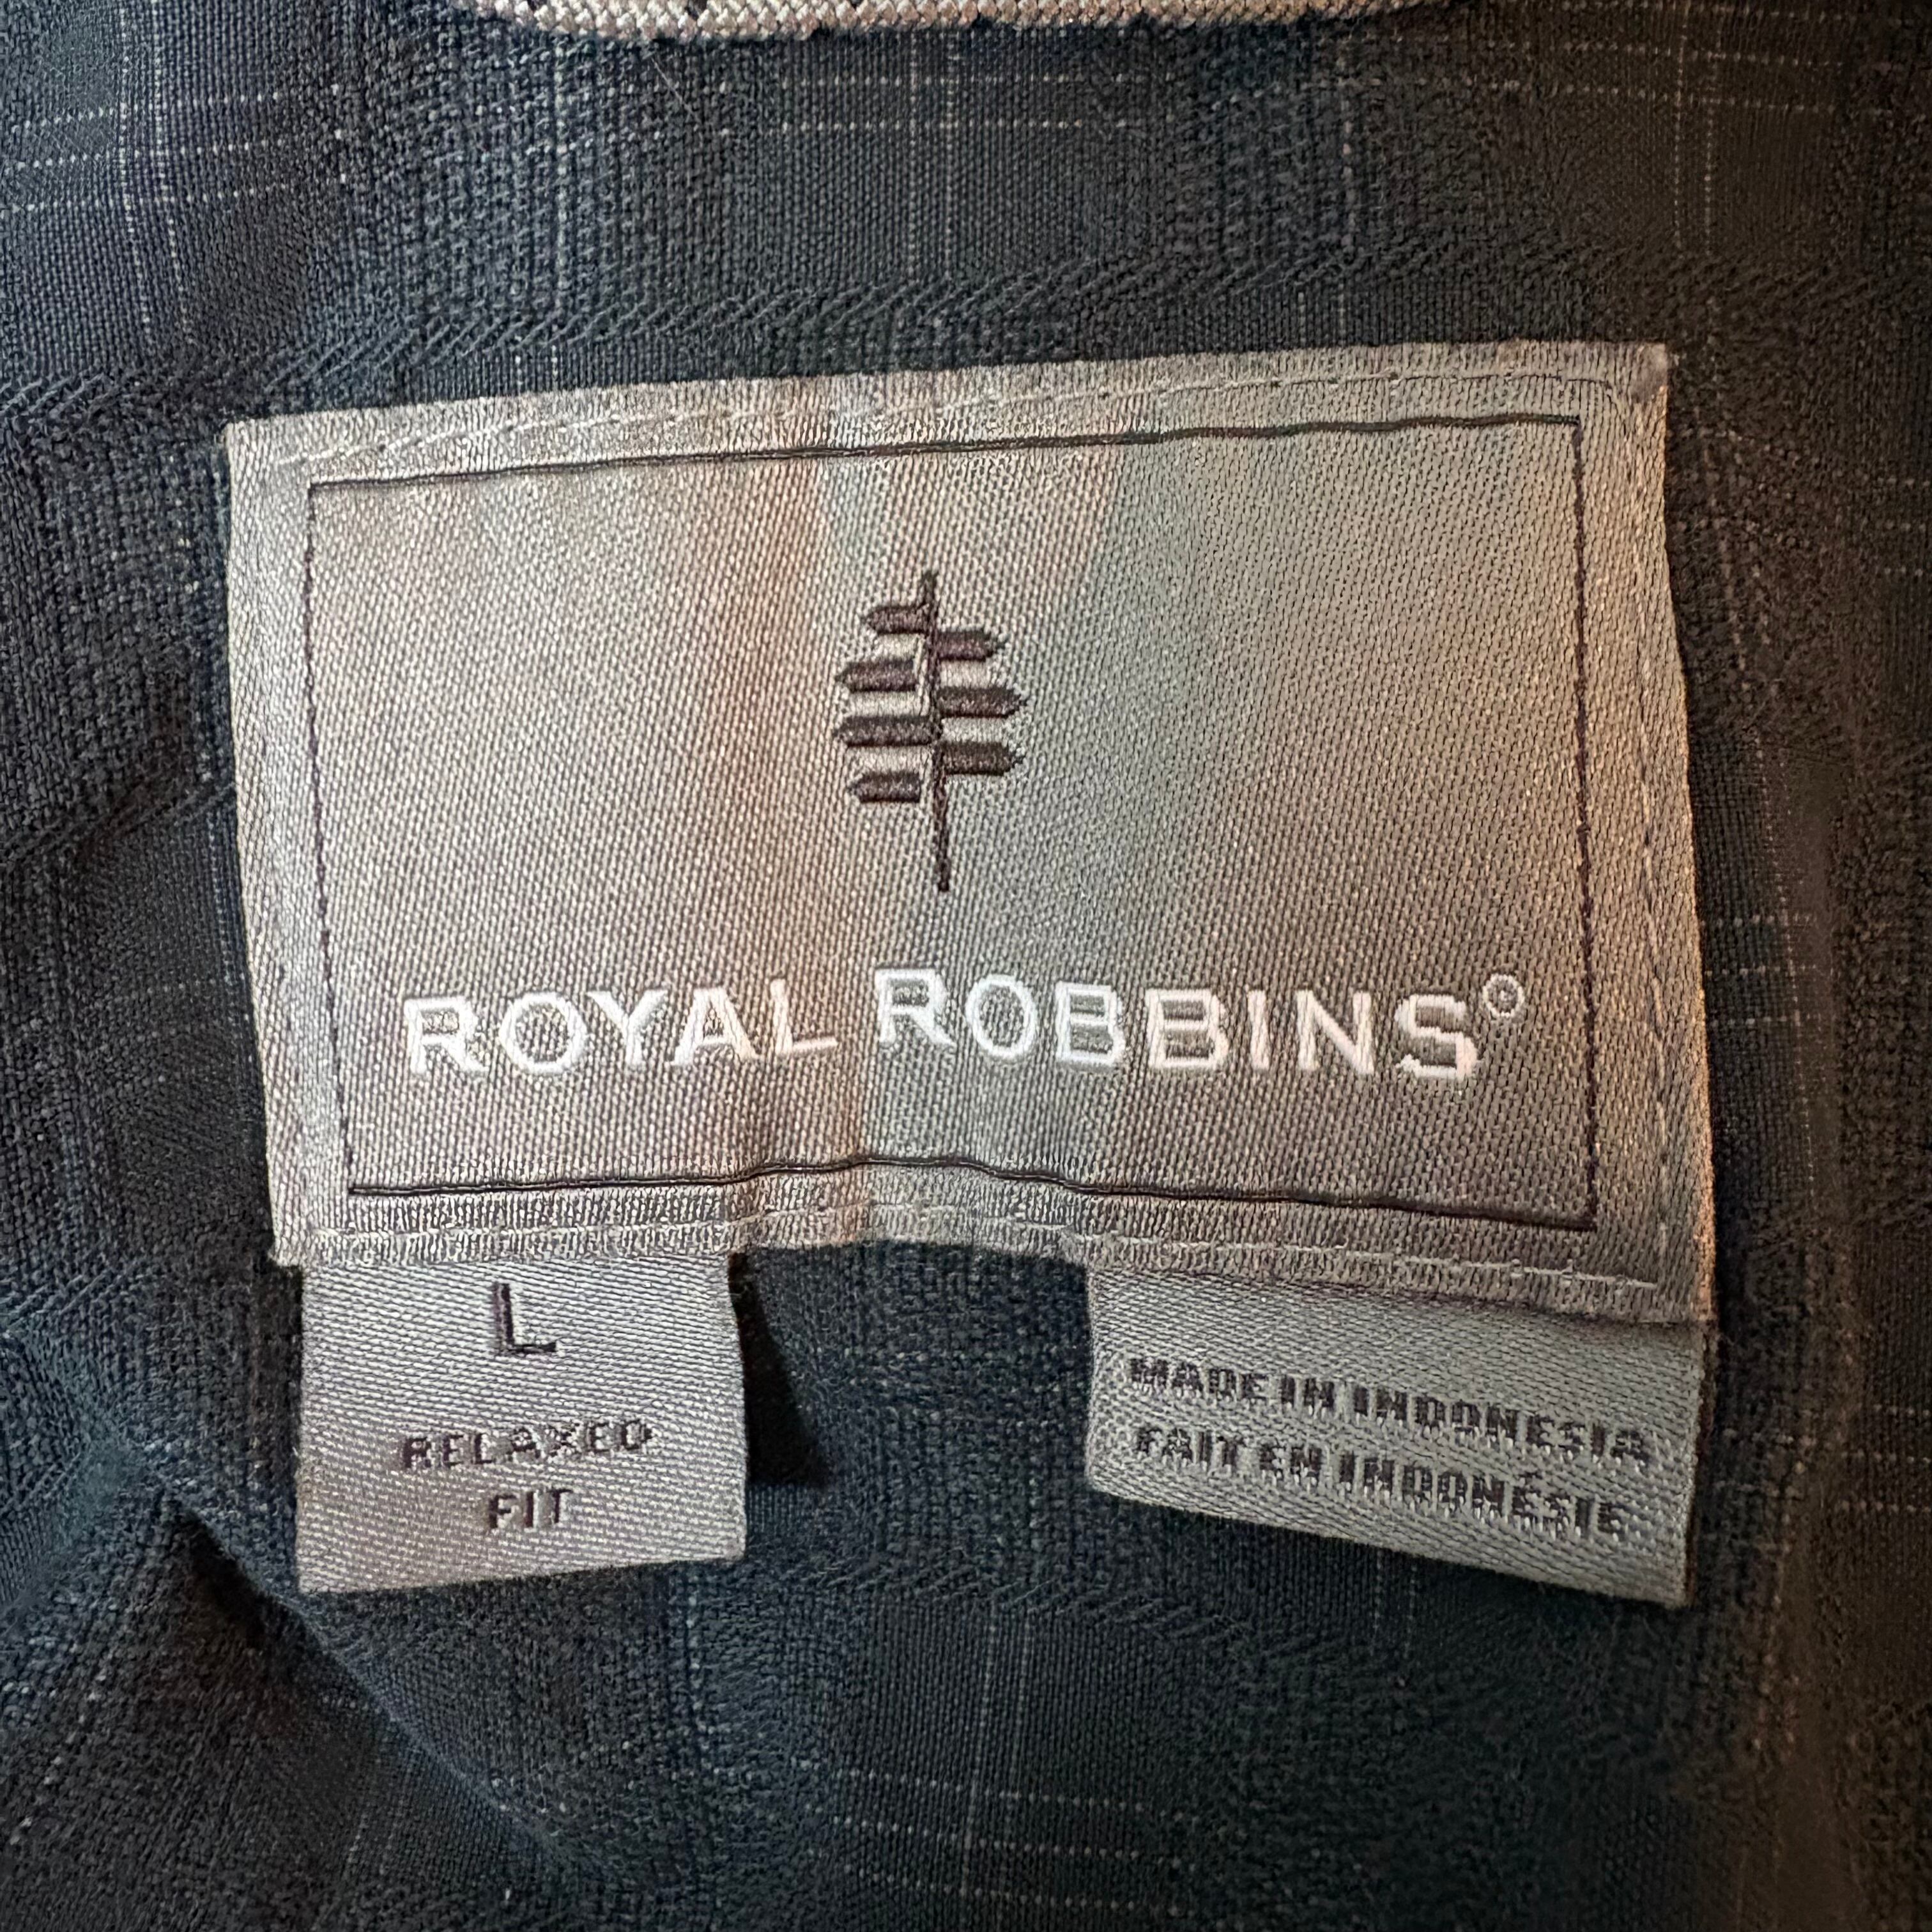 ROYAL ROBBINS®
L
RELAXED
FIT
MADE IN INDONESIA
FAIT EN INDONÉSIE